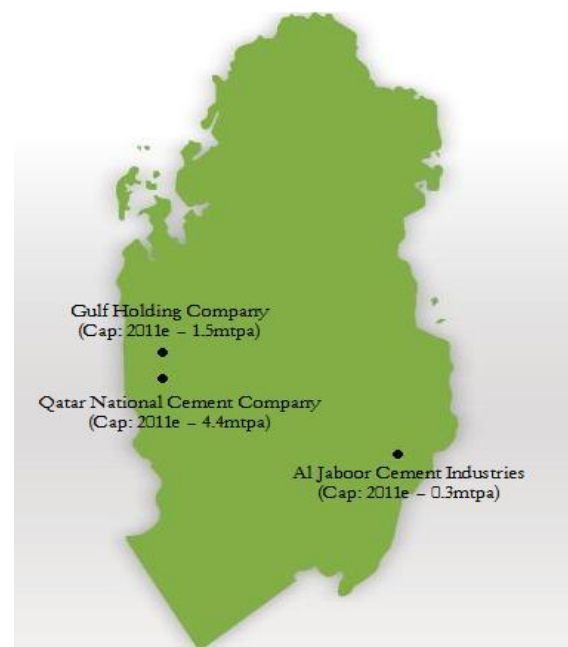 Gulf Holding Company
(Cap: 2011e – 1.5mtpa)
Qatar National Cement Company
(Cap: 2011e – 4.4mtpa)
Al Jaboor Cement Industries
(Cap: 2011e – 0.3mtpa)